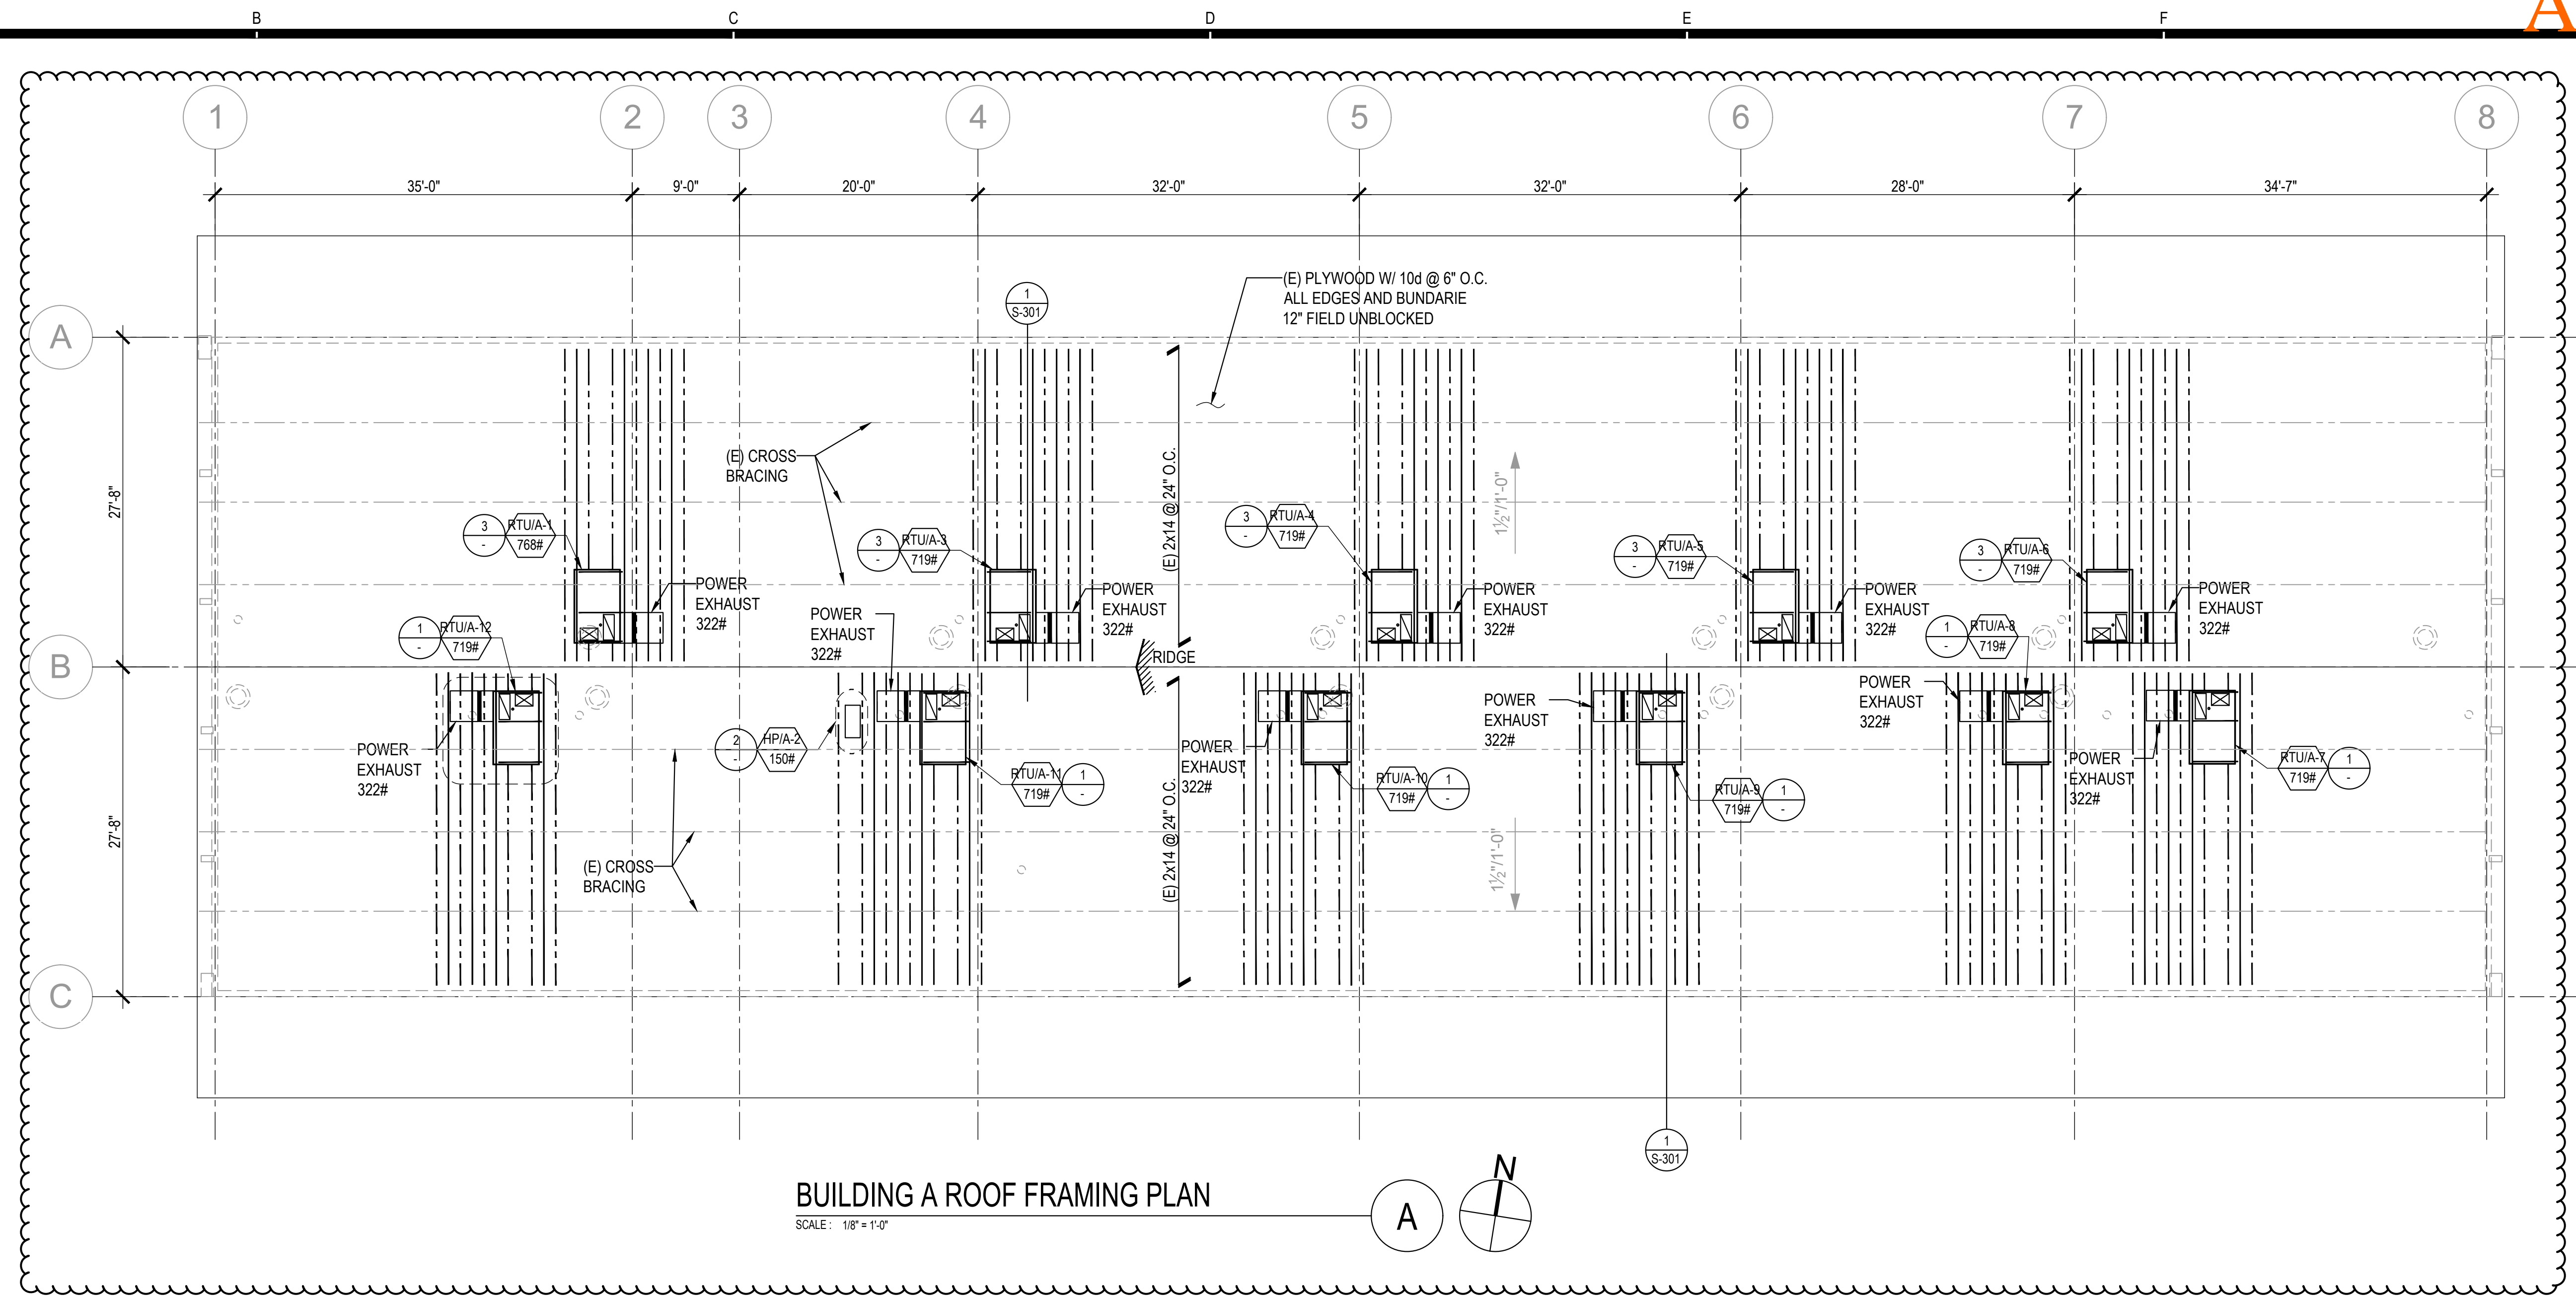 B C D E F A
1 2 3 4 5 6 7 8
35'-0" 9'-0" 20'-0" 32'-0" 32'-0" 28'-0" 34'-7"
(E) PLYWOOD W/ 10d @ 6" O.C.
ALL EDGES AND BUNDARIE
12" FIELD UNBLOCKED
1
S-301
A
27'-8"
(E) CROSS
BRACING
(E) 2x14 @ 24" O.C.
1½"/1'-0"
3
-
RTU/A-1
768#
POWER
EXHAUST
322#
3
-
RTU/A-3
719#
POWER
EXHAUST
322#
3
-
RTU/A-4
719#
POWER
EXHAUST
322#
3
-
RTU/A-5
719#
POWER
EXHAUST
322#
3
-
RTU/A-6
719#
POWER
EXHAUST
322#
1
-
RTU/A-12
719#
POWER
EXHAUST
322#
1
-
RTU/A-8
719#
B
RIDGE
POWER
EXHAUST
322#
2
-
HP/A-2
150#
RTU/A-11
719#
1
-
POWER
EXHAUST
322#
RTU/A-10
719#
1
-
POWER
EXHAUST
322#
RTU/A-9
719#
1
-
POWER
EXHAUST
322#
POWER
EXHAUST
322#
RTU/A-7
719#
1
-
27'-8"
(E) CROSS
BRACING
(E) 2x14 @ 24" O.C.
1½"/1'-0"
C
1
S-301
BUILDING A ROOF FRAMING PLAN
SCALE : 1/8" = 1'-0"
A
N